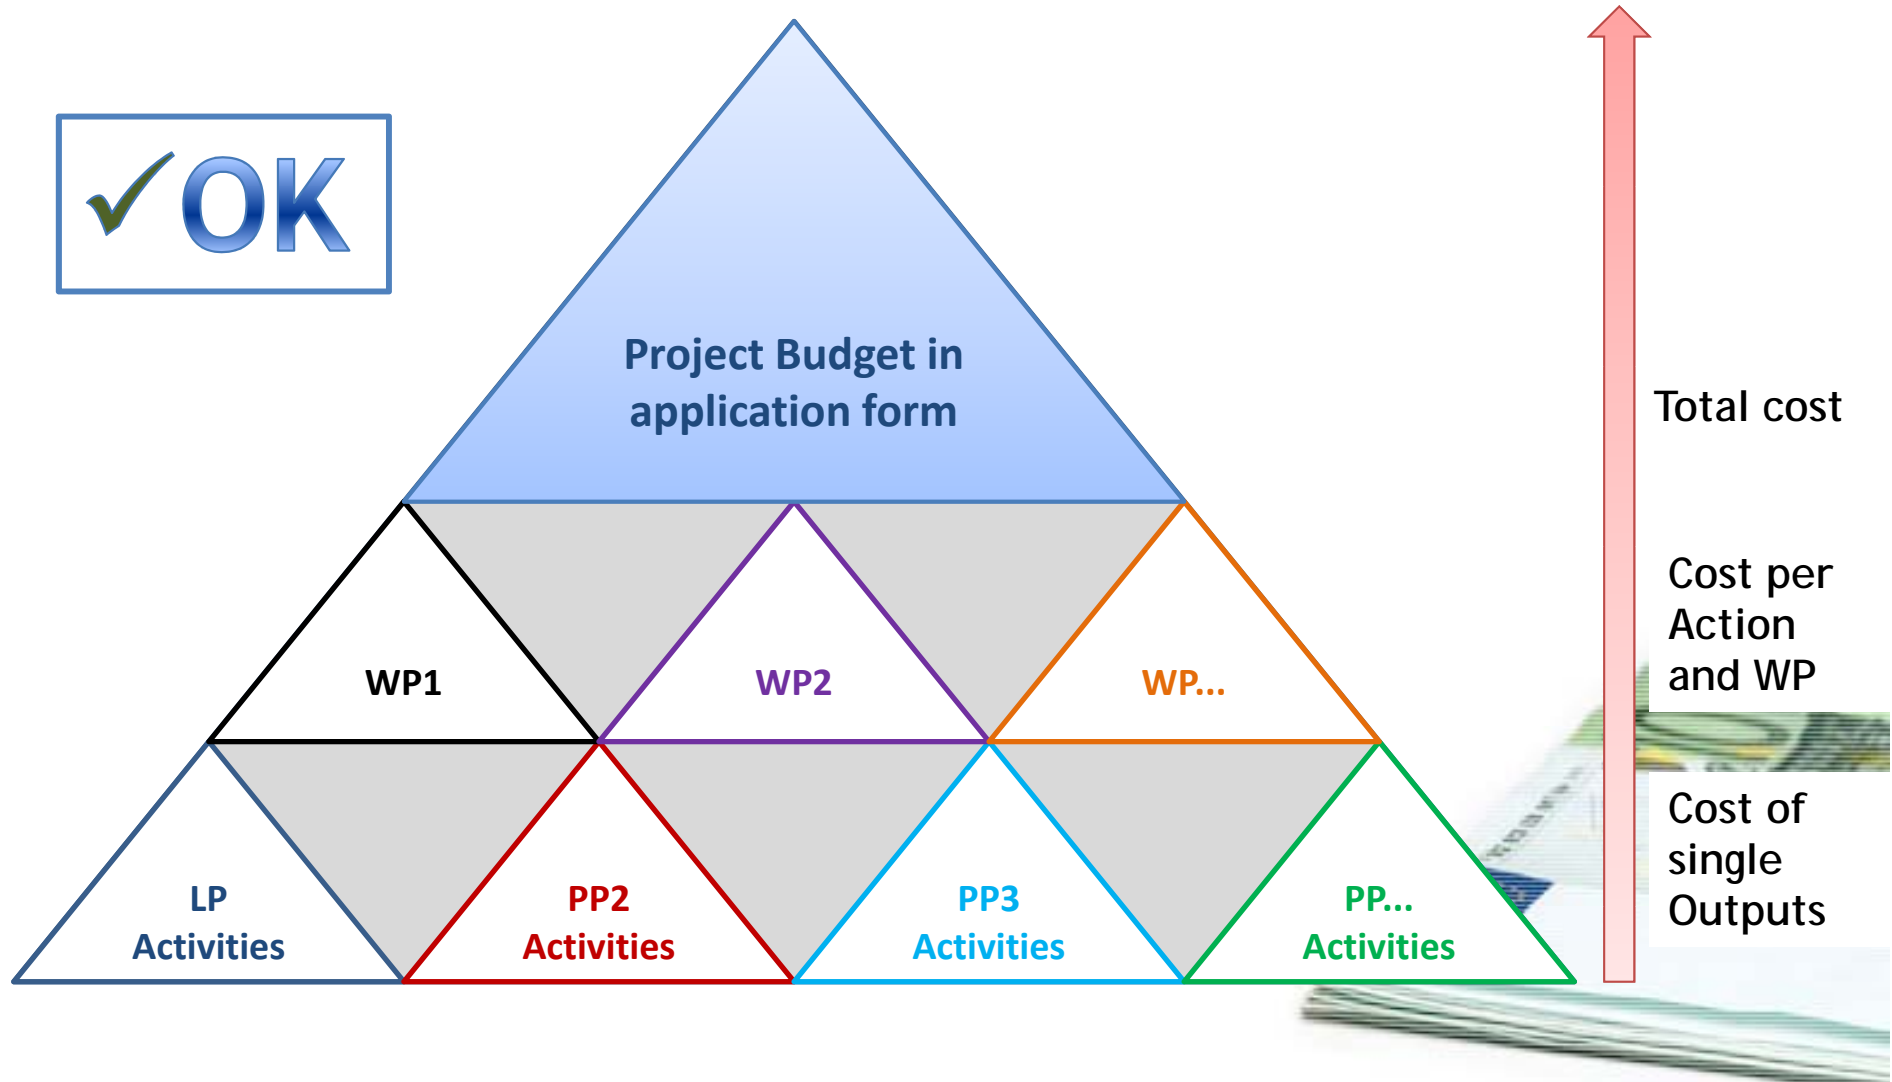 ✓OK
Project Budget in
application form
Total cost
Cost per
Action
and WP
WP1
WP2
WP...
Cost of
single
Outputs
LP
Activities
PP2
Activities
PP3
Activities
PP...
Activities